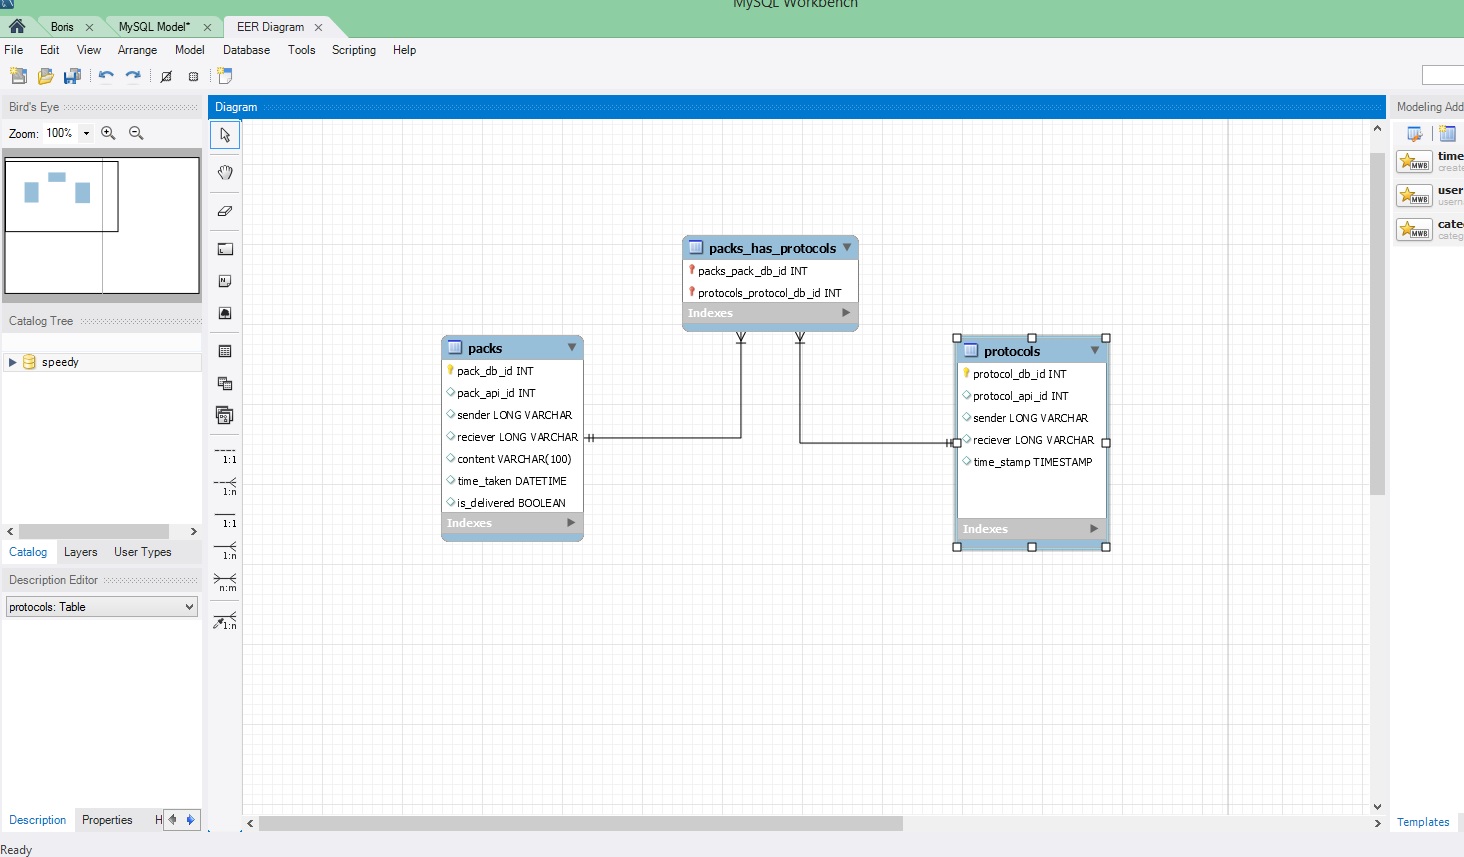 MySQL Workbench
Boris
MySQL Model*
EER Diagram
File Edit View Arrange Model Database Tools Scripting Help
Bird's Eye
Zoom: 100%
Catalog Tree
speedy
Catalog Layers User Types
Description Editor
protocols: Table
Description Properties H
Ready
Diagram
1:1
1:n
1:1
1:n
n:m
1:n
packs_has_protocols
packs_pack_db_id INT
protocols_protocol_db_id INT
Indexes
packs
pack_db_id INT
pack_api_id INT
sender LONG VARCHAR
reciever LONG VARCHAR
content VARCHAR(100)
time_taken DATETIME
is_delivered BOOLEAN
Indexes
protocols
protocol_db_id INT
protocol_api_id INT
sender LONG VARCHAR
reciever LONG VARCHAR
time_stamp TIMESTAMP
Indexes
Modeling Add
MWB
time
create
MWB
user
usern
MWB
cate
categ
Templates